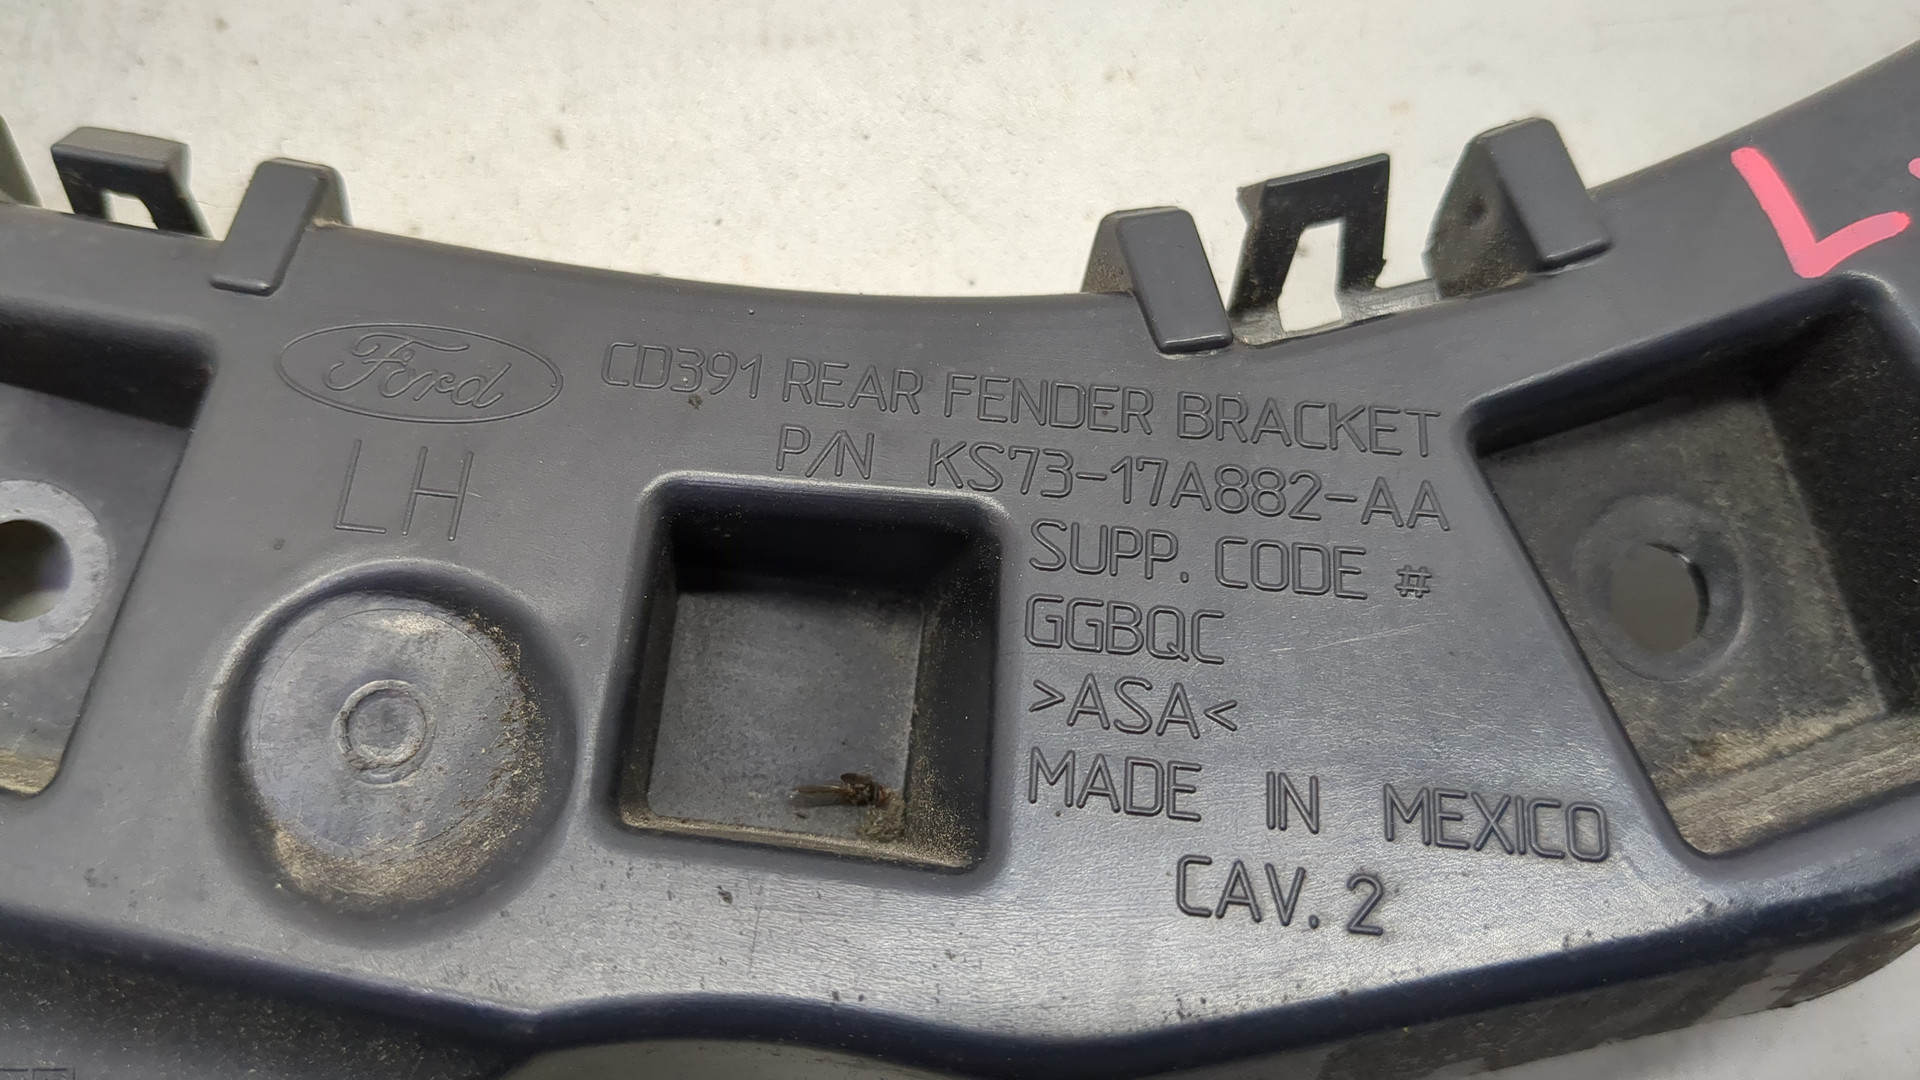 Ford
CD391 REAR FENDER BRACKET
LH
P/N KS73-17A882-AA
SUPP. CODE #
GGBQC
>ASA<
MADE IN MEXICO
CAV. 2
L